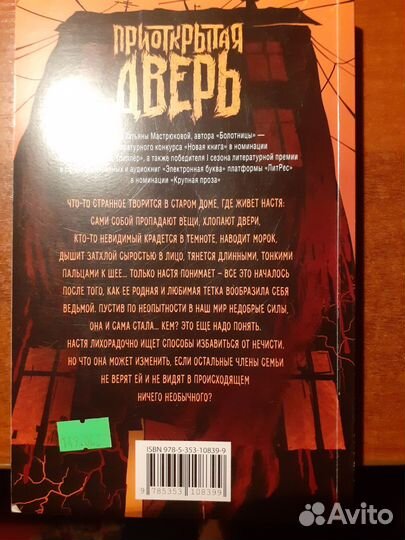 ПРИОТКРЫТАЯ
ДВЕРЬ
Татьяны Мастрюковой, автора «Болотницы» —
литературного конкурса «Новая книга» в номинации
а также победителя I сезона литературной премии
и аудиокниг «Электронная буква» платформы «ЛитРес»
в номинации «Крупная проза»
ЧТО-ТО СТРАННОЕ ТВОРИТСЯ В СТАРОМ ДОМЕ, ГДЕ ЖИВЕТ НАСТЯ:
САМИ СОБОЙ ПРОПАДАЮТ ВЕЩИ, ХЛОПАЮТ ДВЕРИ,
КТО-ТО НЕВИДИМЫЙ КРАДЕТСЯ В ТЕМНОТЕ, НАВОДИТ МОРОК,
ДЫШИТ ЗАТХЛОЙ СЫРОСТЬЮ В ЛИЦО, ТЯНЕТСЯ ДЛИННЫМИ, ТОНКИМИ
ПАЛЬЦАМИ К ШЕЕ... ТОЛЬКО НАСТЯ ПОНИМАЕТ – ВСЕ ЭТО НАЧАЛОСЬ
ПОСЛЕ ТОГО, КАК ЕЕ РОДНАЯ И ЛЮБИМАЯ ТЕТКА ВООБРАЗИЛА СЕБЯ
ВЕДЬМОЙ. ПУСТИВ ПО НЕОПЫТНОСТИ В НАШ МИР НЕДОБРЫЕ СИЛЫ,
ОНА И САМА СТАЛА... КЕМ? ЭТО ЕЩЕ НАДО ПОНЯТЬ.
НАСТЯ ЛИХОРАДОЧНО ИЩЕТ СПОСОБЫ ИЗБАВИТЬСЯ ОТ НЕЧИСТИ,
НО ЧТО ОНА МОЖЕТ ИЗМЕНИТЬ, ЕСЛИ ОСТАЛЬНЫЕ ЧЛЕНЫ СЕМЬИ
НЕ ВЕРЯТ ЕЙ И НЕ ВИДЯТ В ПРОИСХОДЯЩЕМ
НИЧЕГО НЕОБЫЧНОГО?
ISBN 978-5-353-10839-9
9 785353 108399
Avito